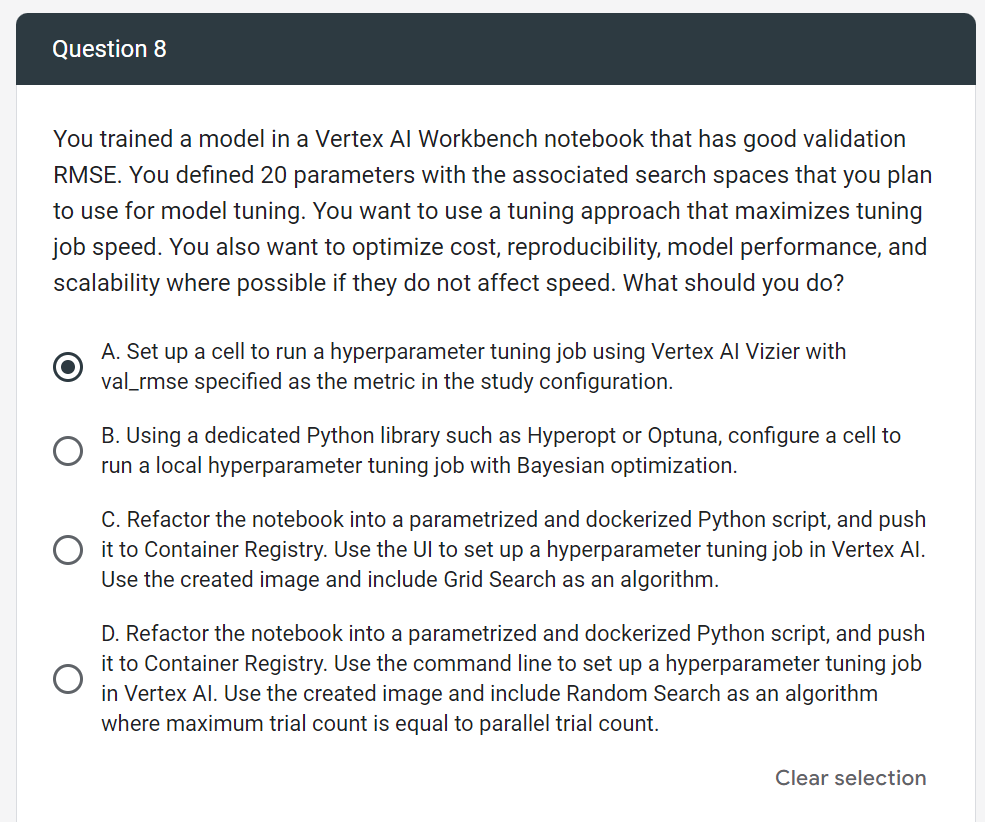 Question 8
You trained a model in a Vertex AI Workbench notebook that has good validation
RMSE. You defined 20 parameters with the associated search spaces that you plan
to use for model tuning. You want to use a tuning approach that maximizes tuning
job speed. You also want to optimize cost, reproducibility, model performance, and
scalability where possible if they do not affect speed. What should you do?
A. Set up a cell to run a hyperparameter tuning job using Vertex AI Vizier with
val_rmse specified as the metric in the study configuration.
B. Using a dedicated Python library such as Hyperopt or Optuna, configure a cell to
run a local hyperparameter tuning job with Bayesian optimization.
C. Refactor the notebook into a parametrized and dockerized Python script, and push
it to Container Registry. Use the UI to set up a hyperparameter tuning job in Vertex AI.
Use the created image and include Grid Search as an algorithm.
D. Refactor the notebook into a parametrized and dockerized Python script, and push
it to Container Registry. Use the command line to set up a hyperparameter tuning job
in Vertex AI. Use the created image and include Random Search as an algorithm
where maximum trial count is equal to parallel trial count.
Clear selection